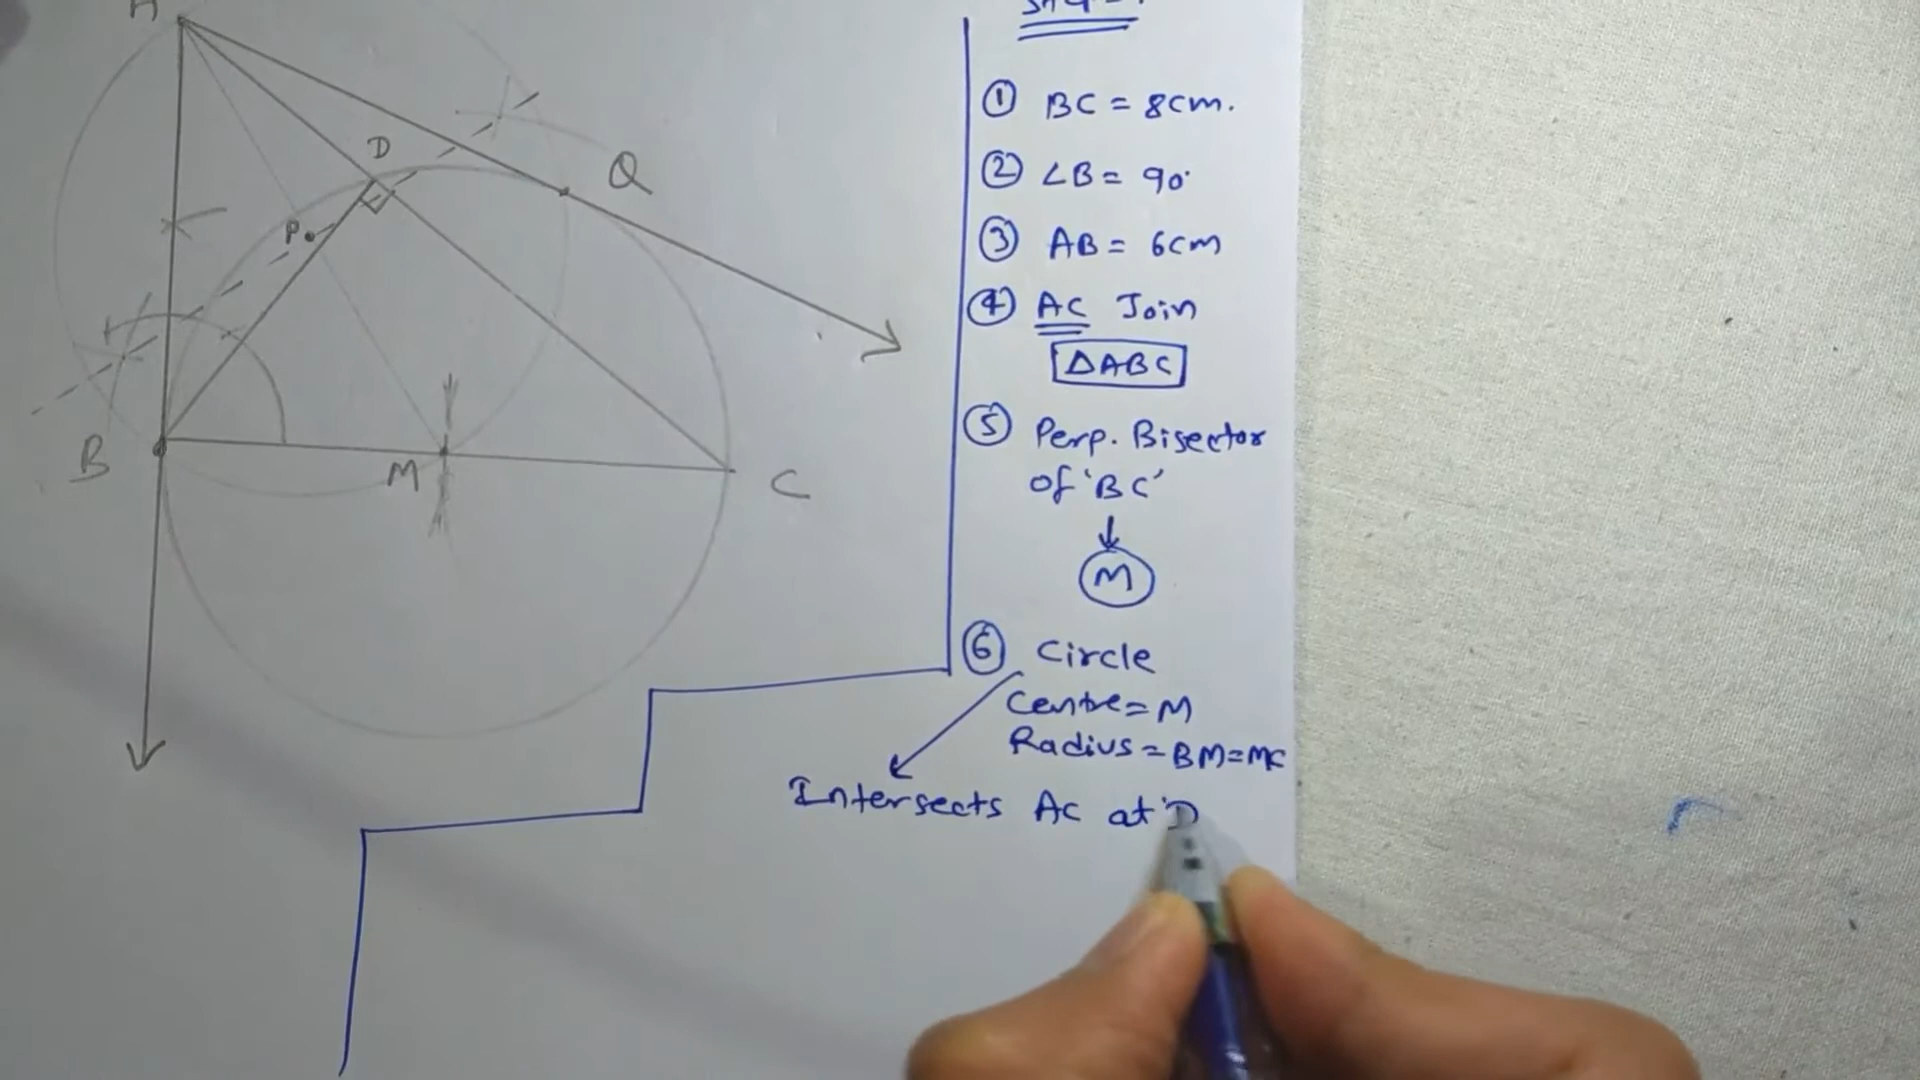 A
D
Q
P
B
M
C
① BC = 8cm.
② ∠B = 90°
③ AB = 6cm
④ AC Join
△ABC
⑤ Perp. Bisector
of 'BC'
↓
M
⑥ Circle
Centre = M
Radius = BM = MC
Intersects AC at 'D